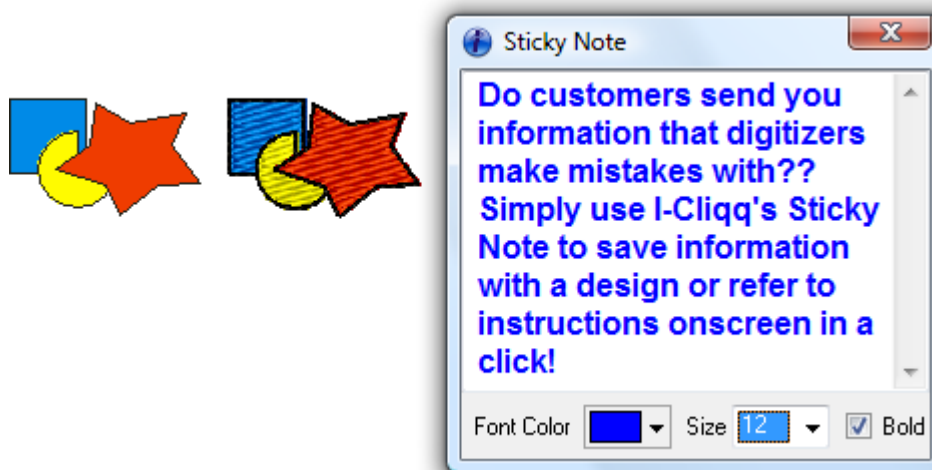 Sticky Note
Do customers send you
information that digitizers
make mistakes with??
Simply use I-Cliqq's Sticky
Note to save information
with a design or refer to
instructions onscreen in a
click!
Font Color Size 12 Bold